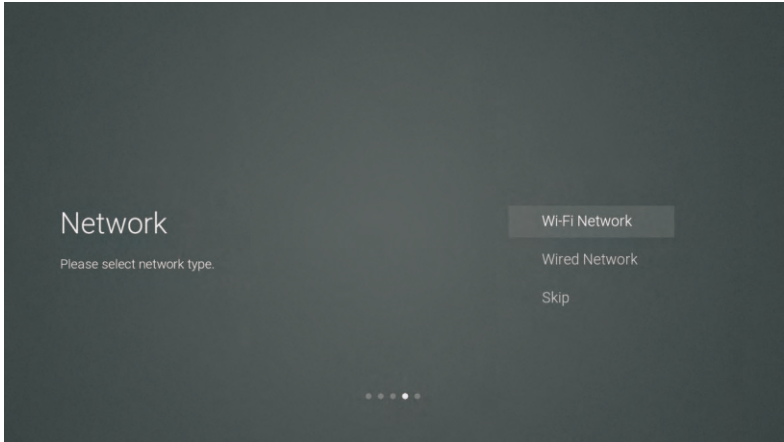 Network
Please select network type.
Wi-Fi Network
Wired Network
Skip